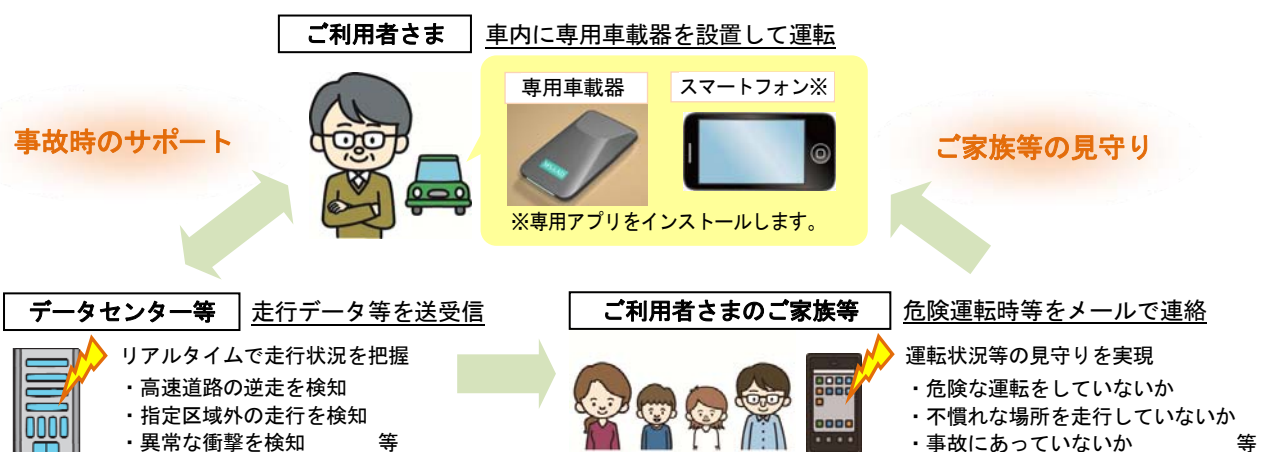 ご利用者さま
車内に専用車載器を設置して運転
専用車載器
スマートフォン※
※専用アプリをインストールします。
事故時のサポート
ご家族等の見守り
データセンター等
走行データ等を送受信
リアルタイムで走行状況を把握
・高速道路の逆走を検知
・指定区域外の走行を検知
・異常な衝撃を検知 等
ご利用者さまのご家族等
危険運転時等をメールで連絡
運転状況等の見守りを実現
・危険な運転をしていないか
・不慣れな場所を走行していないか
・事故にあっていないか 等